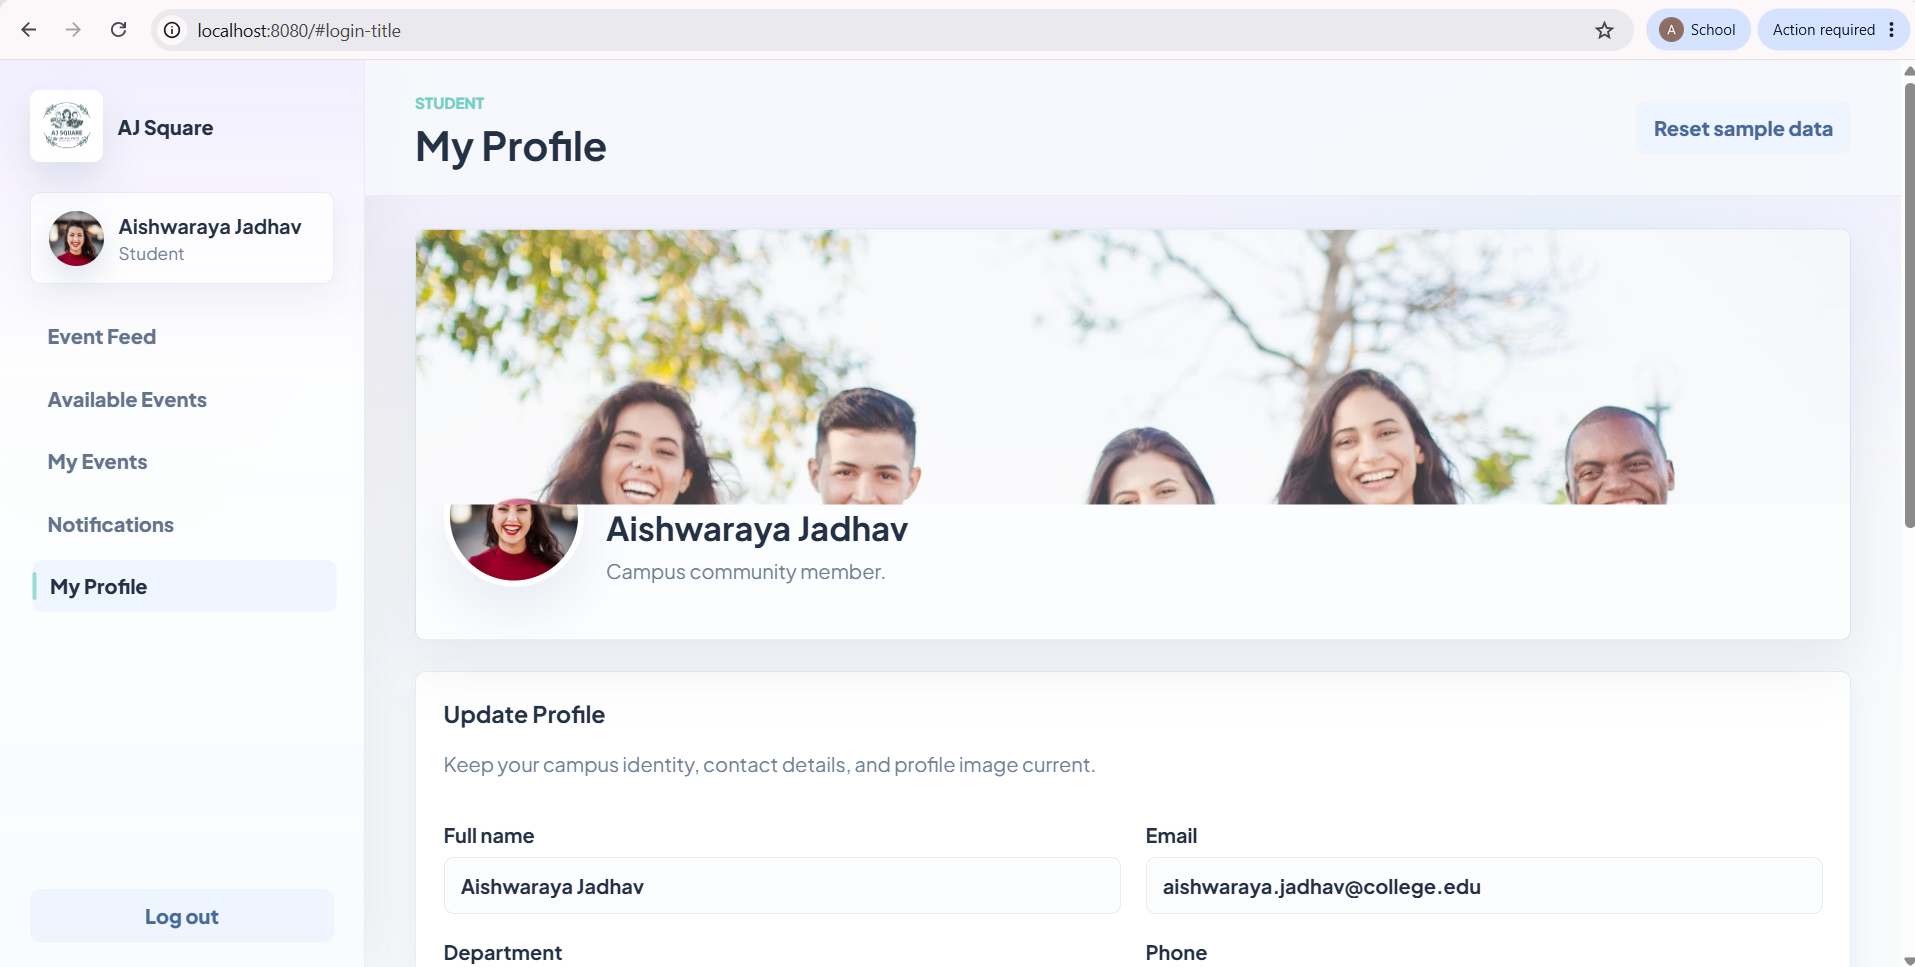 localhost:8080/#login-title
A
School
Action required
AJ SQUARE
AJ Square
Aishwaraya Jadhav
Student
Event Feed
Available Events
My Events
Notifications
My Profile
Log out
STUDENT
My Profile
Reset sample data
Aishwaraya Jadhav
Campus community member.
Update Profile
Keep your campus identity, contact details, and profile image current.
Full name
Email
Aishwaraya Jadhav
aishwaraya.jadhav@college.edu
Department
Phone